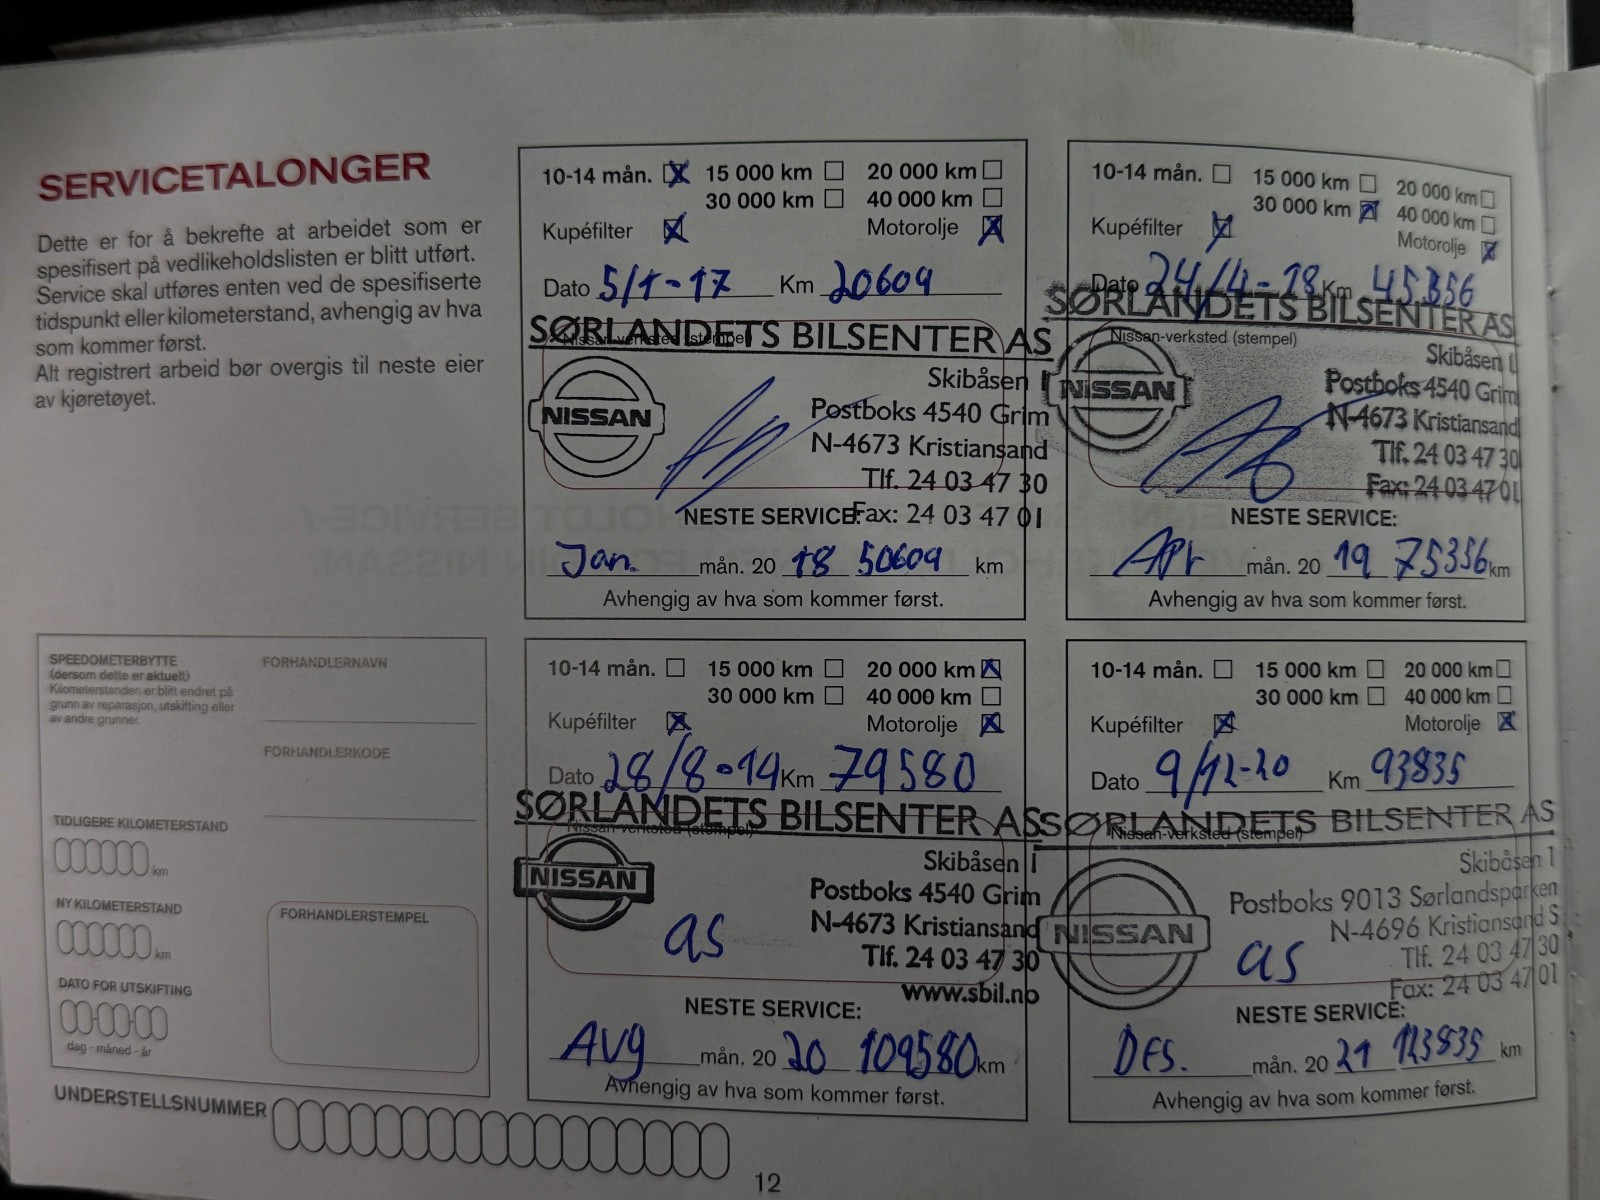 SERVICETALONGER
Dette er for å bekrefte at arbeidet som er
spesifisert på vedlikeholdslisten er blitt utført.
Service skal utføres enten ved de spesifiserte
tidspunkt eller kilometerstand, avhengig av hva
som kommer først.
Alt registrert arbeid bør overgis til neste eier
av kjøretøyet.
10-14 mån. 15 000 km 20 000 km
30 000 km 40 000 km
Kupéfilter Motorolje
Dato 5/1-17 Km 20609
SØRLANDETS BILSENTER AS
Nissan-verksted (stempel)
NISSAN
Skibåsen 1
Postboks 4540 Grim
N-4673 Kristiansand
Tlf. 24 03 47 30
Fax: 24 03 47 01
NESTE SERVICE:
Jan. mån. 20 18 50609 km
Avhengig av hva som kommer først.
10-14 mån. 15 000 km 20 000 km
30 000 km 40 000 km
Kupéfilter Motorolje
Dato 24/4-18 Km 45356
SØRLANDETS BILSENTER AS
Nissan-verksted (stempel)
NISSAN
Skibåsen 1
Postboks 4540 Grim
N-4673 Kristiansand
Tlf. 24 03 47 30
Fax: 24 03 47 01
NESTE SERVICE:
Apr mån. 20 19 75356 km
Avhengig av hva som kommer først.
10-14 mån. 15 000 km 20 000 km
30 000 km 40 000 km
Kupéfilter Motorolje
Dato 28/8-19 Km 79580
SØRLANDETS BILSENTER AS
Nissan-verksted (stempel)
NISSAN
Skibåsen 1
Postboks 4540 Grim
N-4673 Kristiansand
Tlf. 24 03 47 30
www.sbil.no
as
NESTE SERVICE:
Avg mån. 20 20 109580 km
Avhengig av hva som kommer først.
10-14 mån. 15 000 km 20 000 km
30 000 km 40 000 km
Kupéfilter Motorolje
Dato 9/12-20 Km 93835
SØRLANDETS BILSENTER AS
Nissan-verksted (stempel)
NISSAN
Skibåsen 1
Postboks 9013 Sørlandsparken
N-4696 Kristiansand S
Tlf. 24 03 47 30
Fax: 24 03 47 01
as
NESTE SERVICE:
Des. mån. 20 21 123835 km
Avhengig av hva som kommer først.
SPEEDOMETERBYTTE
(dersom dette er aktuelt)
Kilometerstanden er blitt endret på
grunn av reparasjon, utskifting eller
av andre grunner.
FORHANDLERNAVN
FORHANDLERKODE
TIDLIGERE KILOMETERSTAND
km
NY KILOMETERSTAND
km
DATO FOR UTSKIFTING
dag - måned - år
FORHANDLERSTEMPEL
UNDERSTELLSNUMMER
12